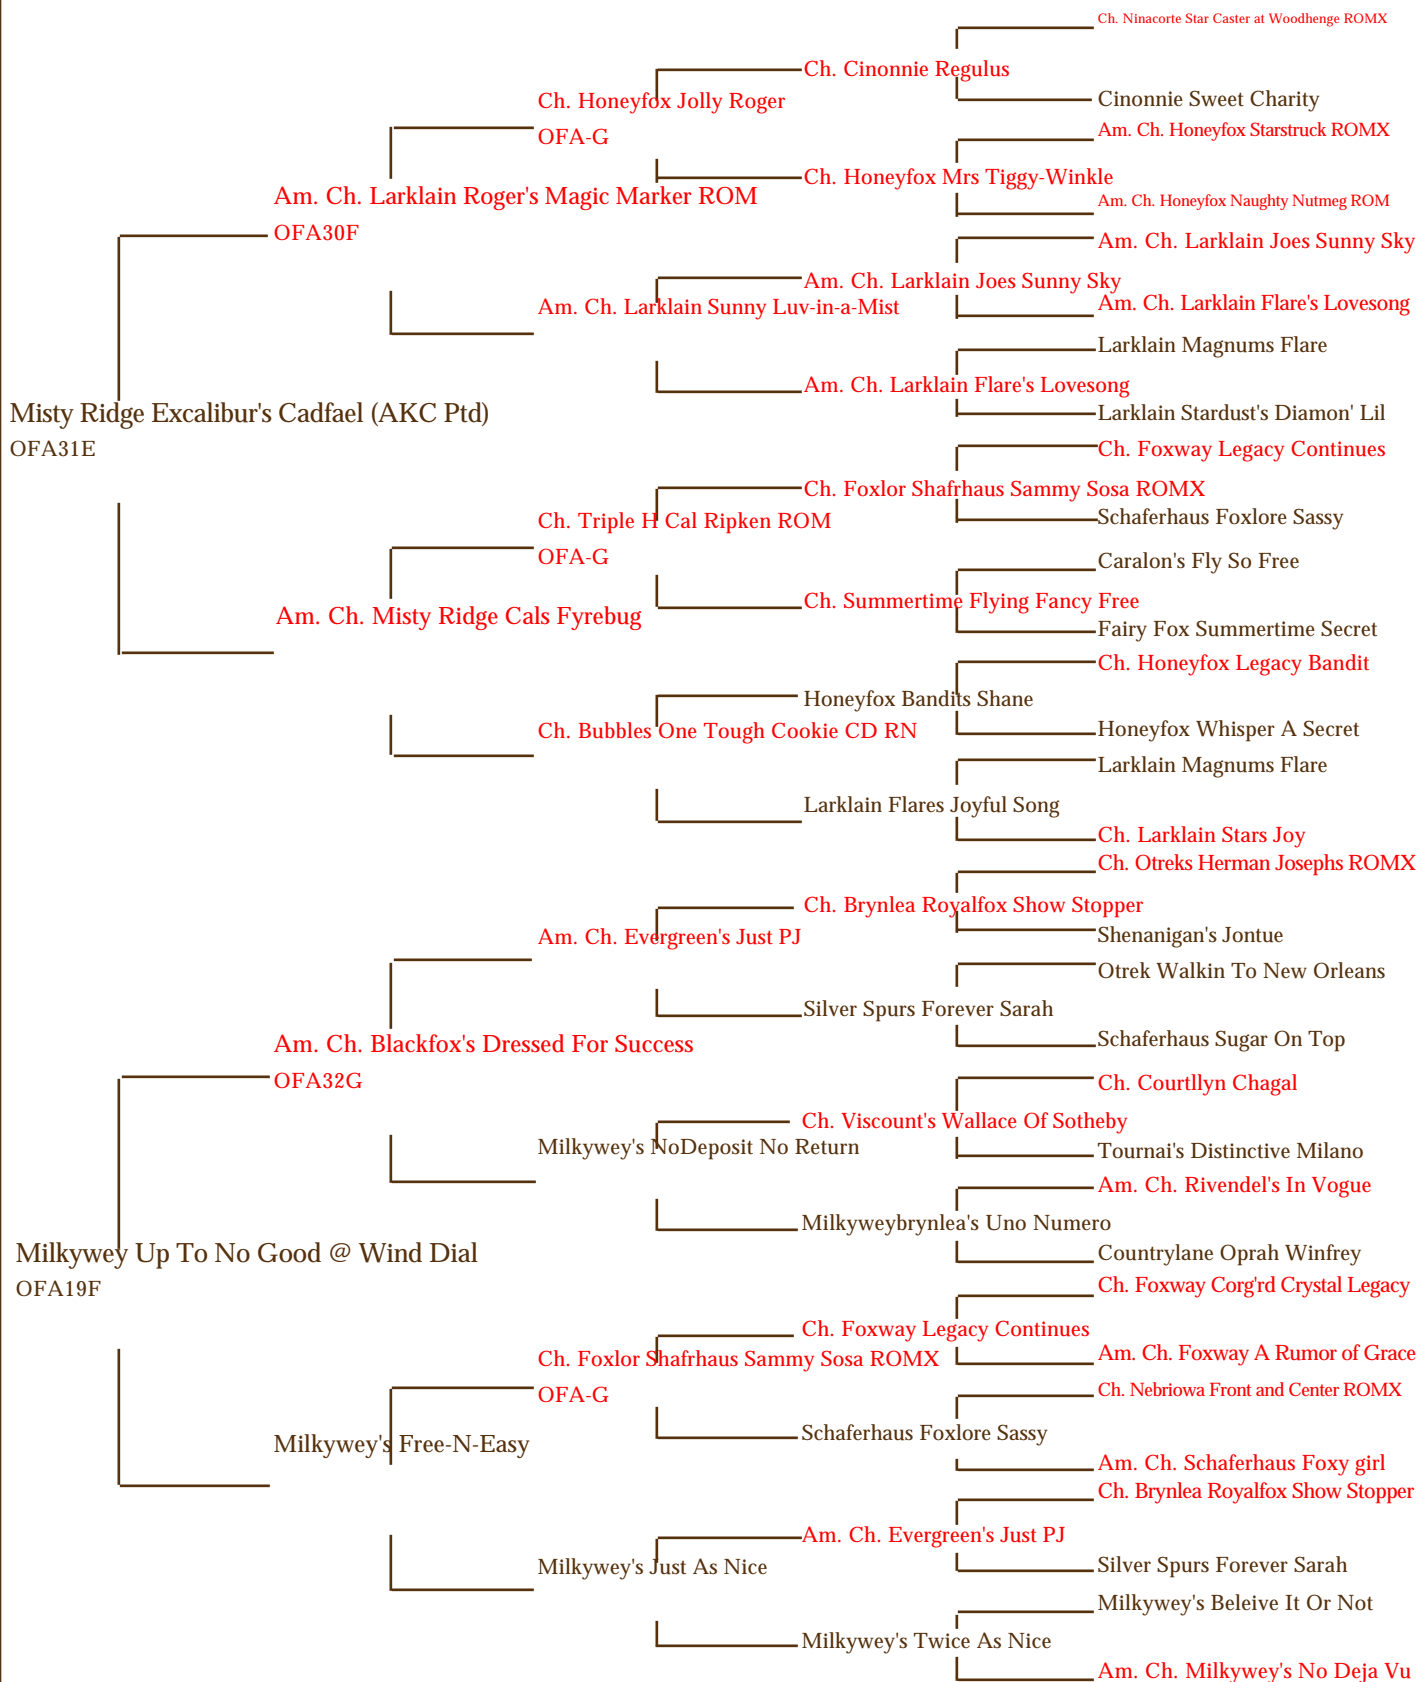 Ch. Ninacorte Star Caster at Woodhenge ROMX
Ch. Cinonnie Regulus
Ch. Honeyfox Jolly Roger
Cinonnie Sweet Charity
OFA-G
Am. Ch. Honeyfox Starstruck ROMX
Ch. Honeyfox Mrs Tiggy-Winkle
Am. Ch. Larklain Roger's Magic Marker ROM
Am. Ch. Honeyfox Naughty Nutmeg ROM
OFA30F
Am. Ch. Larklain Joes Sunny Sky
Am. Ch. Larklain Joes Sunny Sky
Am. Ch. Larklain Sunny Luv-in-a-Mist
Am. Ch. Larklain Flare's Lovesong
Larklain Magnums Flare
Am. Ch. Larklain Flare's Lovesong
Misty Ridge Excalibur's Cadfael (AKC Ptd)
Larklain Stardust's Diamon' Lil
OFA31E
Ch. Foxway Legacy Continues
Ch. Foxlor Shafrhaus Sammy Sosa ROMX
Ch. Triple H Cal Ripken ROM
Schaferhaus Foxlore Sassy
OFA-G
Caralon's Fly So Free
Ch. Summertime Flying Fancy Free
Am. Ch. Misty Ridge Cals Fyrebug
Fairy Fox Summertime Secret
Ch. Honeyfox Legacy Bandit
Honeyfox Bandits Shane
Ch. Bubbles One Tough Cookie CD RN
Honeyfox Whisper A Secret
Larklain Magnums Flare
Larklain Flares Joyful Song
Ch. Larklain Stars Joy
Ch. Otreks Herman Josephs ROMX
Ch. Brynlea Royalfox Show Stopper
Am. Ch. Evergreen's Just PJ
Shenanigan's Jontue
Otrek Walkin To New Orleans
Silver Spurs Forever Sarah
Am. Ch. Blackfox's Dressed For Success
Schaferhaus Sugar On Top
OFA32G
Ch. Courtllyn Chagal
Ch. Viscount's Wallace Of Sotheby
Milkywey's NoDeposit No Return
Tournai's Distinctive Milano
Am. Ch. Rivendel's In Vogue
Milkyweybrynlea's Uno Numero
Milkywey Up To No Good @ Wind Dial
Countrylane Oprah Winfrey
OFA19F
Ch. Foxway Corg'rd Crystal Legacy
Ch. Foxway Legacy Continues
Ch. Foxlor Shafrhaus Sammy Sosa ROMX
Am. Ch. Foxway A Rumor of Grace
OFA-G
Ch. Nebriowa Front and Center ROMX
Schaferhaus Foxlore Sassy
Milkywey's Free-N-Easy
Am. Ch. Schaferhaus Foxy girl
Ch. Brynlea Royalfox Show Stopper
Am. Ch. Evergreen's Just PJ
Milkywey's Just As Nice
Silver Spurs Forever Sarah
Milkywey's Beleive It Or Not
Milkywey's Twice As Nice
Am. Ch. Milkywey's No Deja Vu